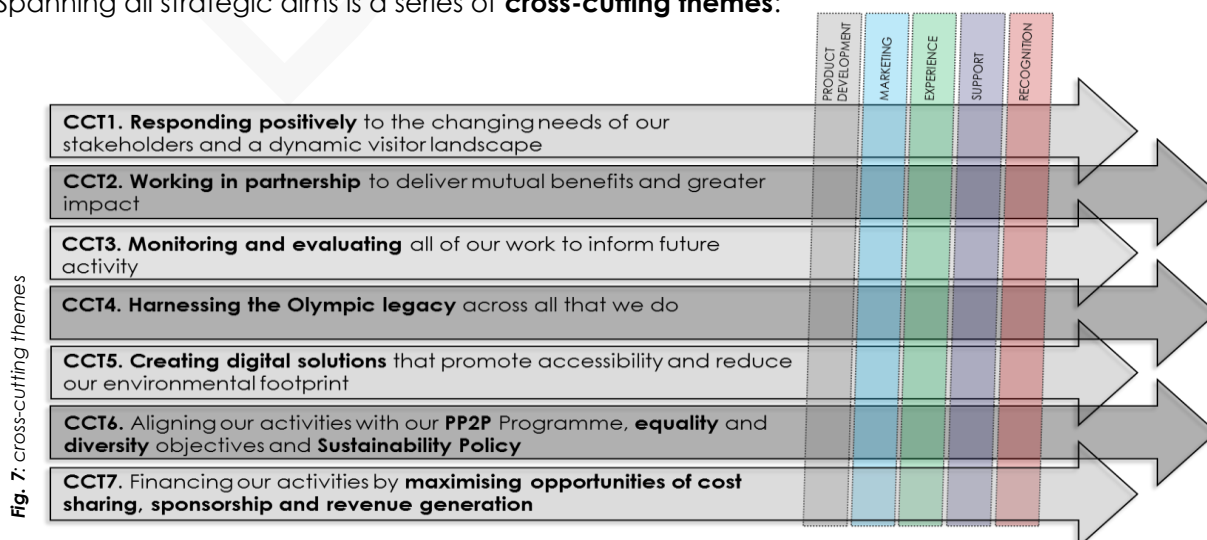 Spanning all strategic aims is a series of cross-cutting themes:
PRODUCT
DEVELOPMENT
MARKETING
EXPERIENCE
SUPPORT
RECOGNITION
CCT1. Responding positively to the changing needs of our
stakeholders and a dynamic visitor landscape
CCT2. Working in partnership to deliver mutual benefits and greater
impact
CCT3. Monitoring and evaluating all of our work to inform future
activity
CCT4. Harnessing the Olympic legacy across all that we do
CCT5. Creating digital solutions that promote accessibility and reduce
our environmental footprint
CCT6. Aligning our activities with our PP2P Programme, equality and
diversity objectives and Sustainability Policy
CCT7. Financing our activities by maximising opportunities of cost
sharing, sponsorship and revenue generation
Fig. 7: cross-cutting themes